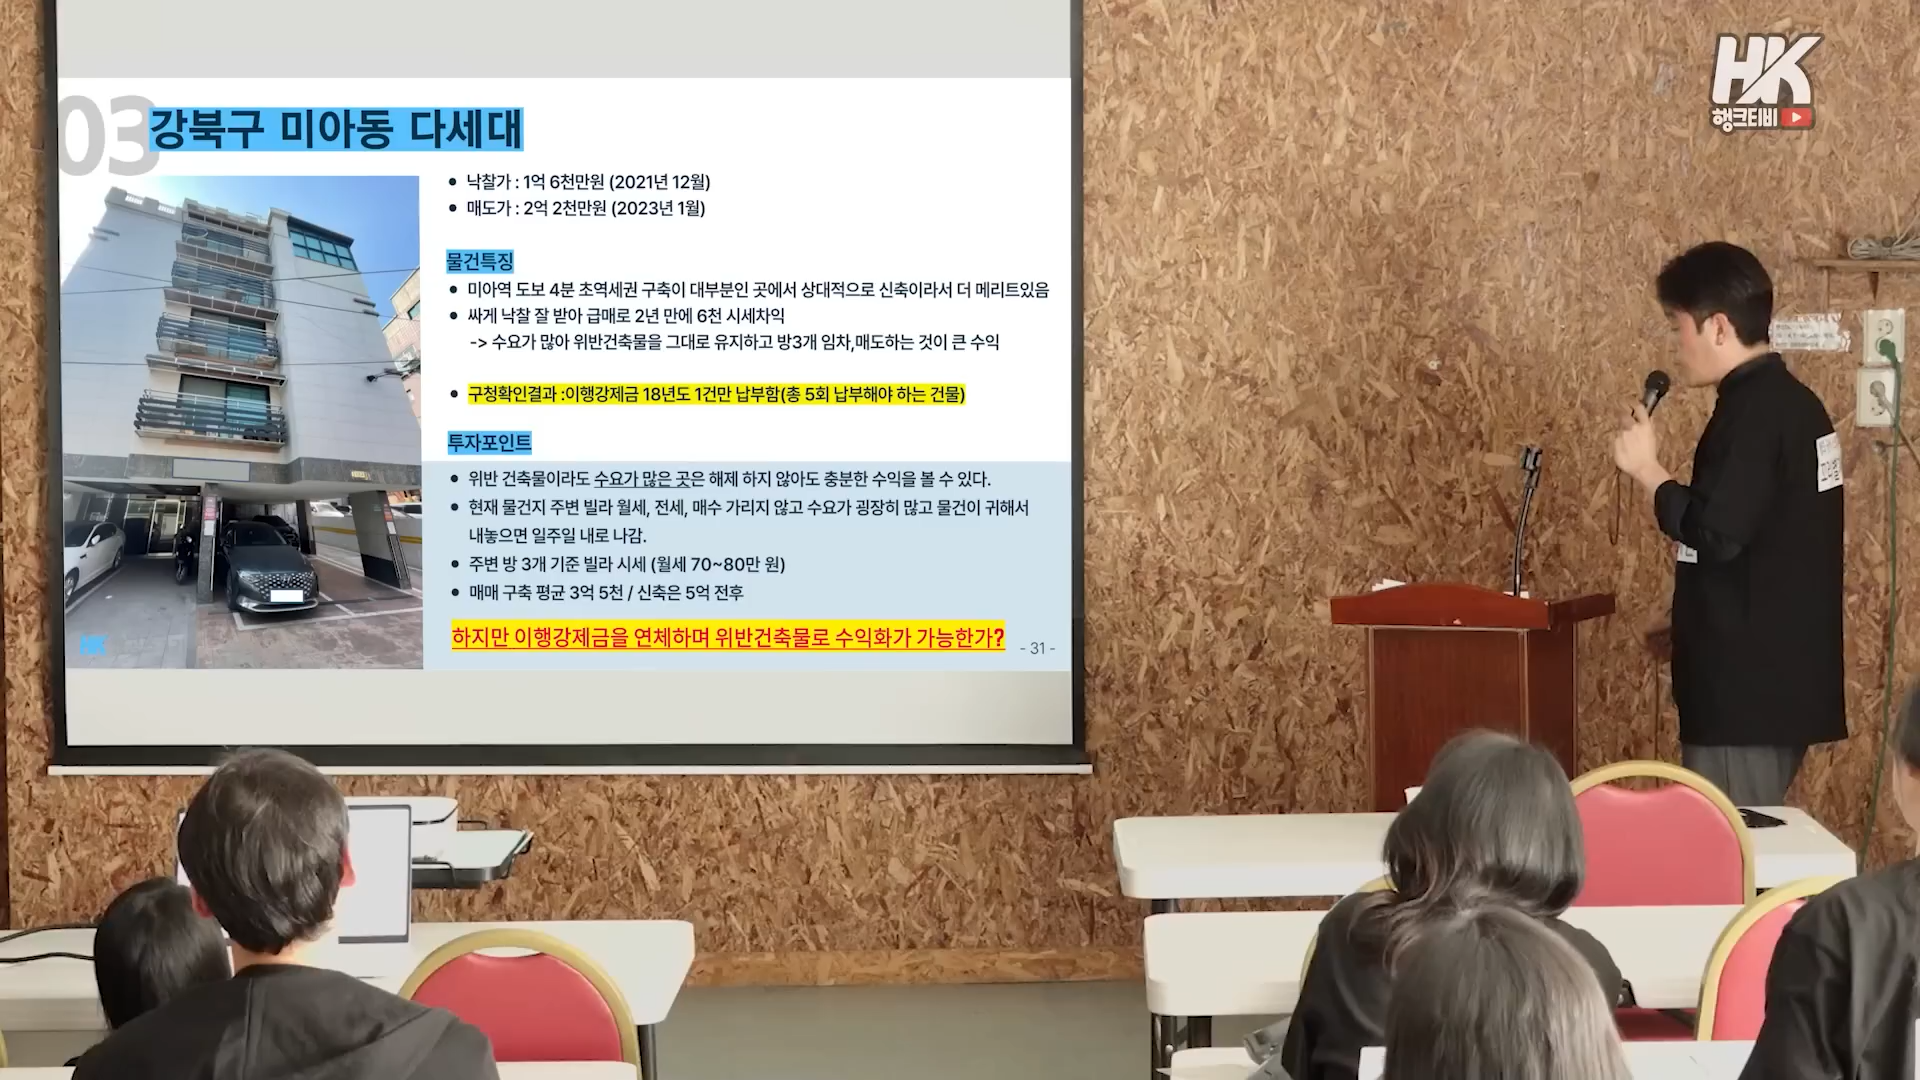 HK
행크티비
03
강북구 미아동 다세대
• 낙찰가 : 1억 6천만원 (2021년 12월)
• 매도가 : 2억 2천만원 (2023년 1월)
물건특징
• 미아역 도보 4분 초역세권 구축이 대부분인 곳에서 상대적으로 신축이라서 더 메리트있음
• 싸게 낙찰 잘 받아 급매로 2년 만에 6천 시세차익
-> 수요가 많아 위반건축물을 그대로 유지하고 방3개 임차,매도하는 것이 큰 수익
• 구청확인결과 :이행강제금 18년도 1건만 납부함(총 5회 납부해야 하는 건물)
투자포인트
• 위반 건축물이라도 수요가 많은 곳은 해제 하지 않아도 충분한 수익을 볼 수 있다.
• 현재 물건지 주변 빌라 월세, 전세, 매수 가리지 않고 수요가 굉장히 많고 물건이 귀해서
내놓으면 일주일 내로 나감.
• 주변 방 3개 기준 빌라 시세 (월세 70~80만 원)
• 매매 구축 평균 3억 5천 / 신축은 5억 전후
하지만 이행강제금을 연체하며 위반건축물로 수익화가 가능한가?
- 31 -
HK